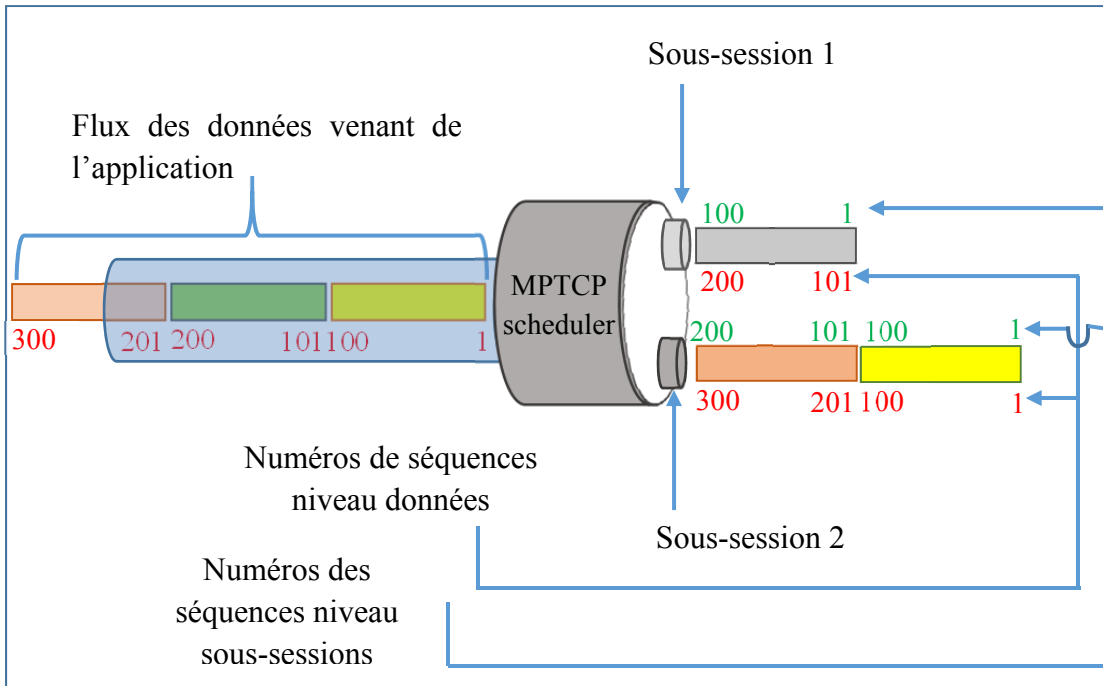 Sous-session 1
Flux des données venant de
l’application
100 1
200 101
MPTCP
scheduler
300 201 200 101 100 1
200 101 100 1
300 201 100 1
Numéros de séquences
niveau données
Sous-session 2
Numéros des
séquences niveau
sous-sessions